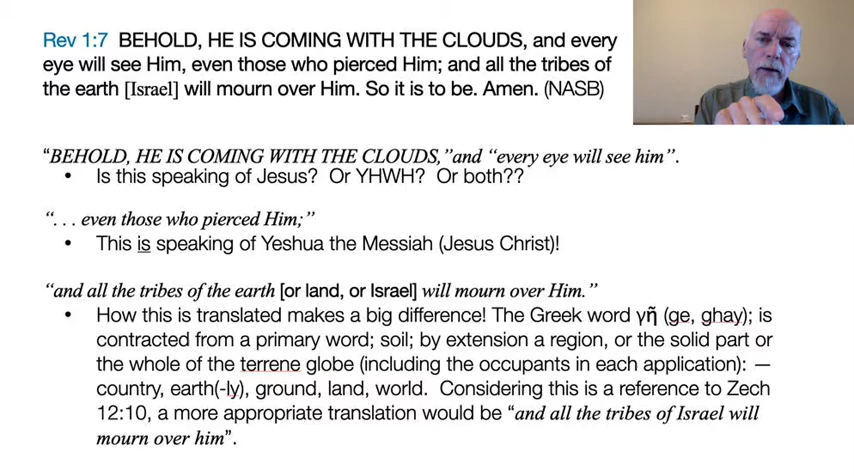 Rev 1:7 BEHOLD, HE IS COMING WITH THE CLOUDS, and every
eye will see Him, even those who pierced Him; and all the tribes of
the earth [Israel] will mourn over Him. So it is to be. Amen. (NASB)
“BEHOLD, HE IS COMING WITH THE CLOUDS,”and “every eye will see him”.
• Is this speaking of Jesus? Or YHWH? Or both??
“. . . even those who pierced Him;”
• This is speaking of Yeshua the Messiah (Jesus Christ)!
“and all the tribes of the earth [or land, or Israel] will mourn over Him.”
• How this is translated makes a big difference! The Greek word γῆ (ge, ghay); is
contracted from a primary word; soil; by extension a region, or the solid part or
the whole of the terrene globe (including the occupants in each application): —
country, earth(-ly), ground, land, world. Considering this is a reference to Zech
12:10, a more appropriate translation would be “and all the tribes of Israel will
mourn over him”.